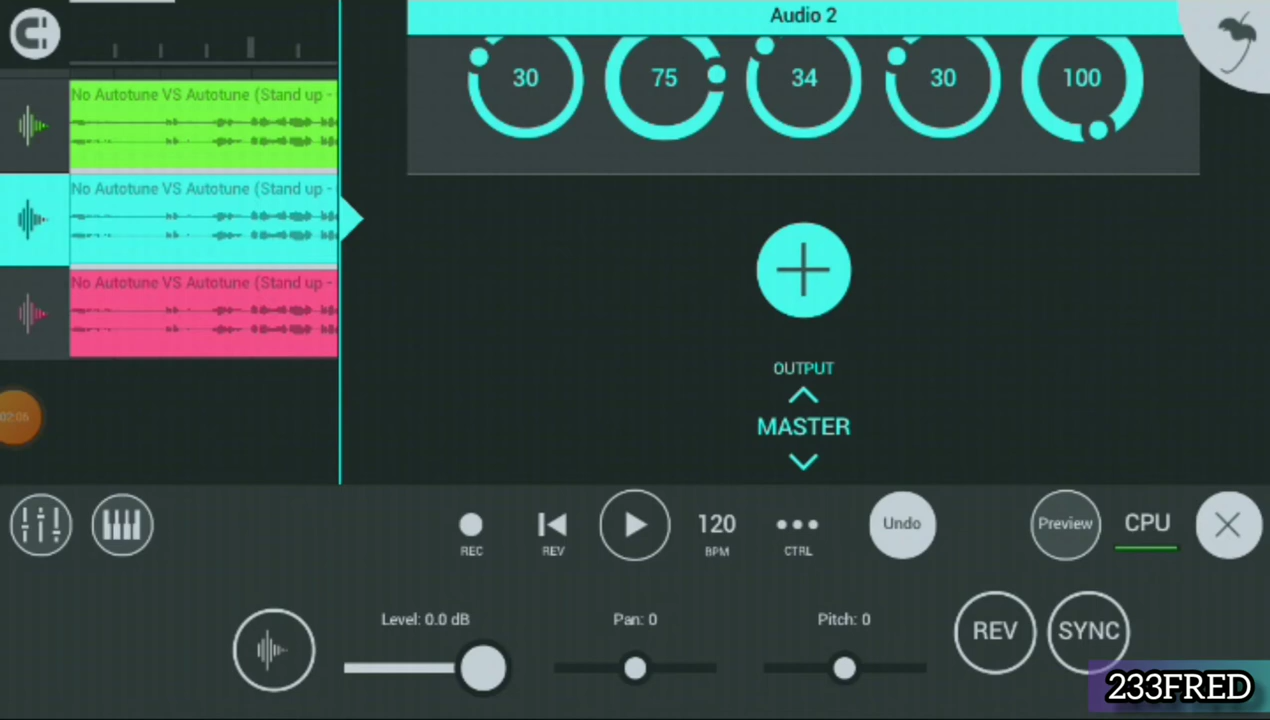 Audio 2
30
75
34
30
100
No Autotune VS Autotune (Stand up -
No Autotune VS Autotune (Stand up -
No Autotune VS Autotune (Stand up -
02:05
OUTPUT
MASTER
REC
REV
120
BPM
CTRL
Undo
Preview
CPU
Level: 0.0 dB
Pan: 0
Pitch: 0
REV
SYNC
233FRED